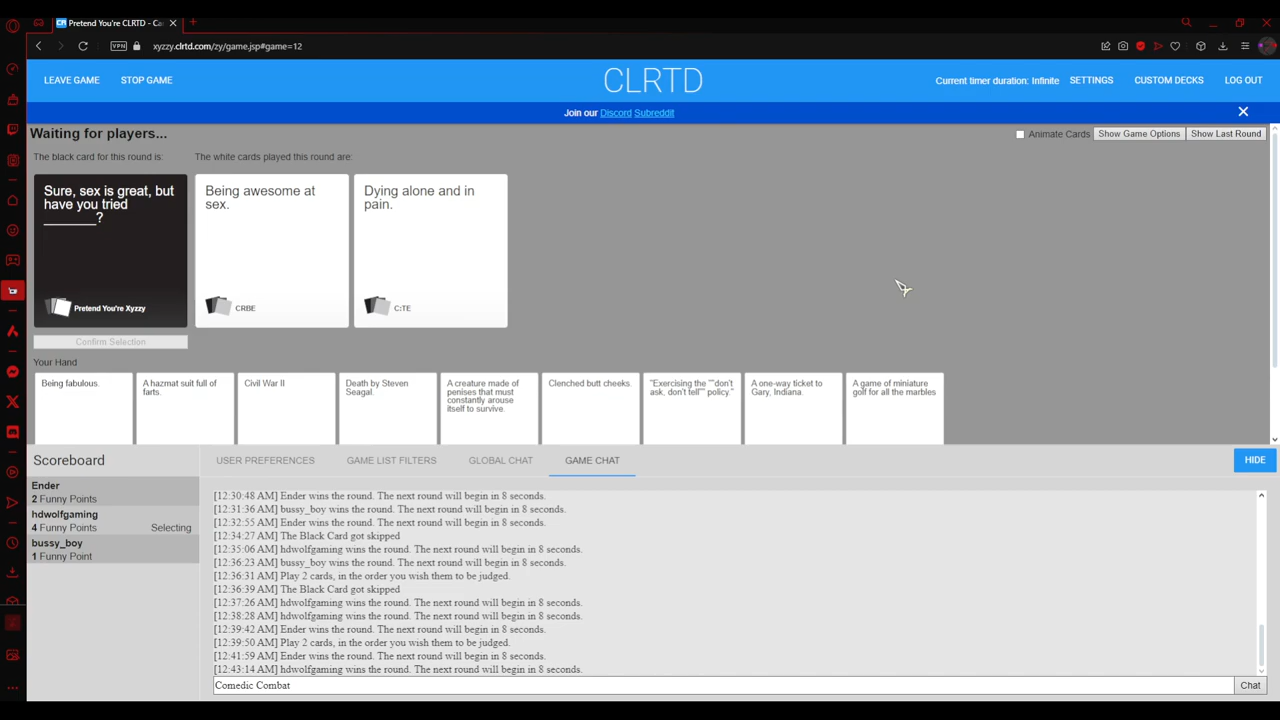 Pretend You're CLRTD - Ca
VPN
xyzzy.clrtd.com/zy/game.jsp#game=12
LEAVE GAME
STOP GAME
CLRTD
Current timer duration: Infinite
SETTINGS
CUSTOM DECKS
LOG OUT
Join our Discord Subreddit
Waiting for players...
Animate Cards
Show Game Options
Show Last Round
The black card for this round is:
The white cards played this round are:
Sure, sex is great, but
have you tried
_______?
Pretend You're Xyzzy
Being awesome at
sex.
CRBE
Dying alone and in
pain.
C:TE
Confirm Selection
Your Hand
Being fabulous.
A hazmat suit full of
farts.
Civil War II
Death by Steven
Seagal.
A creature made of
penises that must
constantly arouse
itself to survive.
Clenched butt cheeks.
"Exercising the ""don't
ask, don't tell"" policy."
A one-way ticket to
Gary, Indiana.
A game of miniature
golf for all the marbles
Scoreboard
Ender
2 Funny Points
hdwolfgaming
4 Funny Points
Selecting
bussy_boy
1 Funny Point
USER PREFERENCES
GAME LIST FILTERS
GLOBAL CHAT
GAME CHAT
HIDE
[12:30:48 AM] Ender wins the round. The next round will begin in 8 seconds.
[12:31:36 AM] bussy_boy wins the round. The next round will begin in 8 seconds.
[12:32:55 AM] Ender wins the round. The next round will begin in 8 seconds.
[12:34:27 AM] The Black Card got skipped
[12:35:06 AM] hdwolfgaming wins the round. The next round will begin in 8 seconds.
[12:36:23 AM] bussy_boy wins the round. The next round will begin in 8 seconds.
[12:36:31 AM] Play 2 cards, in the order you wish them to be judged.
[12:36:39 AM] The Black Card got skipped
[12:37:26 AM] hdwolfgaming wins the round. The next round will begin in 8 seconds.
[12:38:28 AM] hdwolfgaming wins the round. The next round will begin in 8 seconds.
[12:39:42 AM] Ender wins the round. The next round will begin in 8 seconds.
[12:39:50 AM] Play 2 cards, in the order you wish them to be judged.
[12:41:59 AM] Ender wins the round. The next round will begin in 8 seconds.
[12:43:14 AM] hdwolfgaming wins the round. The next round will begin in 8 seconds.
Comedic Combat
Chat